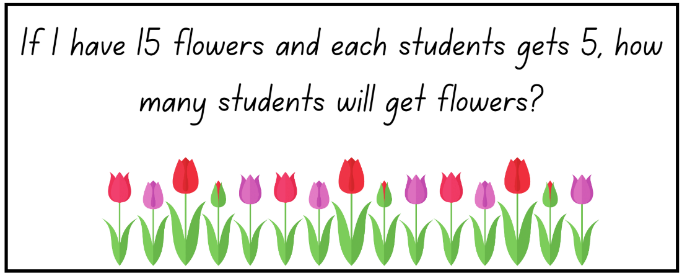 If I have 15 flowers and each students gets 5, how
many students will get flowers?